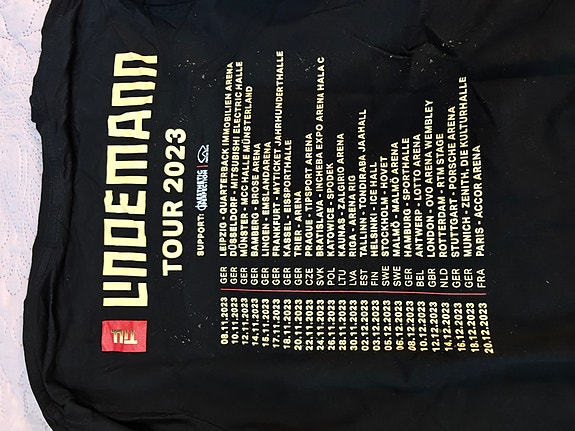 TILL
LINDEMANN
TOUR 2023
SUPPORT:
08.11.2023 GER LEIPZIG - QUARTERBACK IMMOBILIEN ARENA
10.11.2023 GER DÜSSELDORF - MITSUBISHI ELECTRIC HALLE
12.11.2023 GER MÜNSTER - MCC HALLE MÜNSTERLAND
14.11.2023 GER BAMBERG - BROSE ARENA
15.11.2023 GER LINGEN - EMSLANDARENA
17.11.2023 GER FRANKFURT - MYTICKET JAHRHUNDERTHALLE
18.11.2023 GER KASSEL - EISSPORTHALLE
20.11.2023 GER TRIER - ARENA
22.11.2023 CZE PRAGUE - TIPSPORT ARENA
24.11.2023 SVK BRATISLAVA - INCHEBA EXPO ARENA HALA C
26.11.2023 POL KATOWICE - SPODEK
28.11.2023 LTU KAUNAS - ZALGIRIO ARENA
30.11.2023 LVA RIGA - ARENA RIG
02.12.2023 EST TALLINN - TONDIRABA JAAHALL
03.12.2023 FIN HELSINKI - ICE HALL
05.12.2023 SWE STOCKHOLM - HOVET
06.12.2023 SWE MALMÖ - MALMÖ ARENA
08.12.2023 GER HAMBURG - SPORTHALLE
10.12.2023 BEL ANTWERP - LOTTO ARENA
12.12.2023 GBR LONDON - OVO ARENA WEMBLEY
14.12.2023 NLD ROTTERDAM - RTM STAGE
16.12.2023 GER STUTTGART - PORSCHE ARENA
18.12.2023 GER MUNICH - ZENITH, DIE KULTURHALLE
20.12.2023 FRA PARIS - ACCOR ARENA